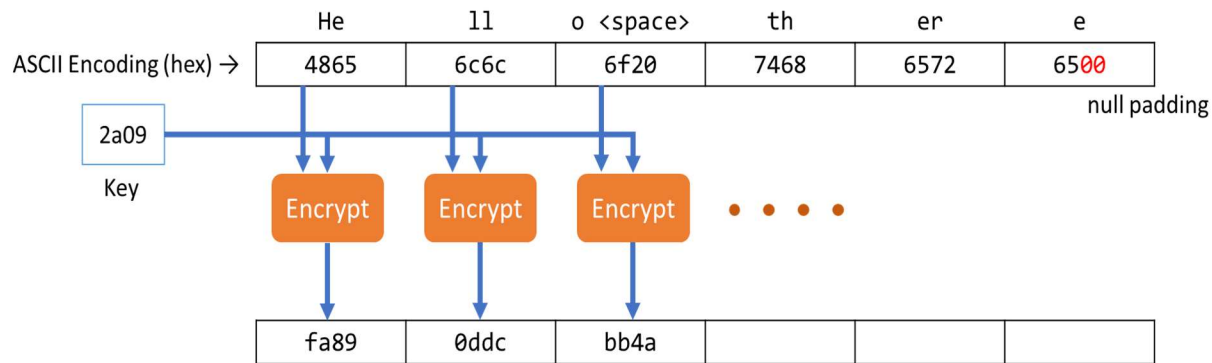 He ll o <space> th er e
ASCII Encoding (hex) → 4865 6c6c 6f20 7468 6572 6500
null padding
2a09
Key
Encrypt Encrypt Encrypt
fa89 0ddc bb4a